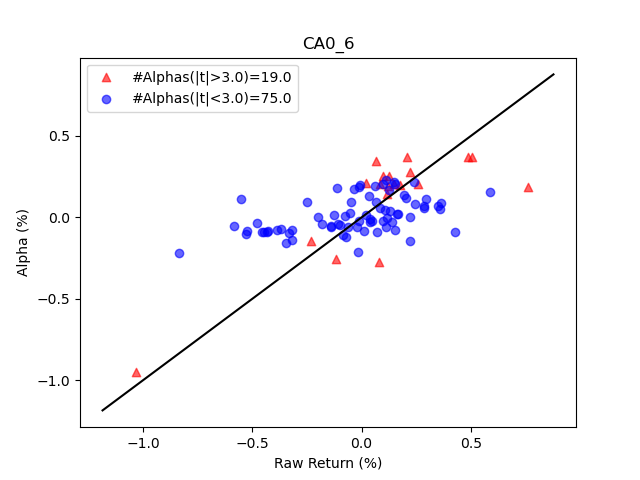 CA0_6
#Alphas(|t|>3.0)=19.0
#Alphas(|t|<3.0)=75.0
0.5
0.0
−0.5
−1.0
Alpha (%)
−1.0 −0.5 0.0 0.5
Raw Return (%)